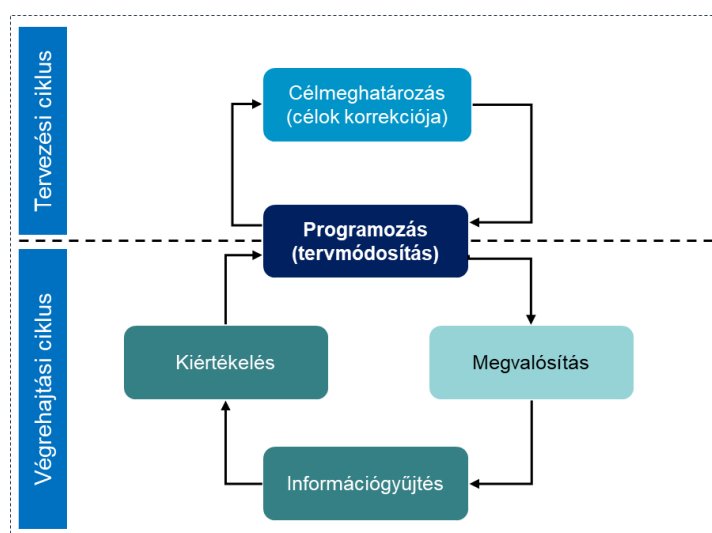 Tervezési ciklus
Célmeghatározás
(célok korrekciója)
Programozás
(tervmódosítás)
Végrehajtási ciklus
Kiértékelés
Megvalósítás
Információgyűjtés